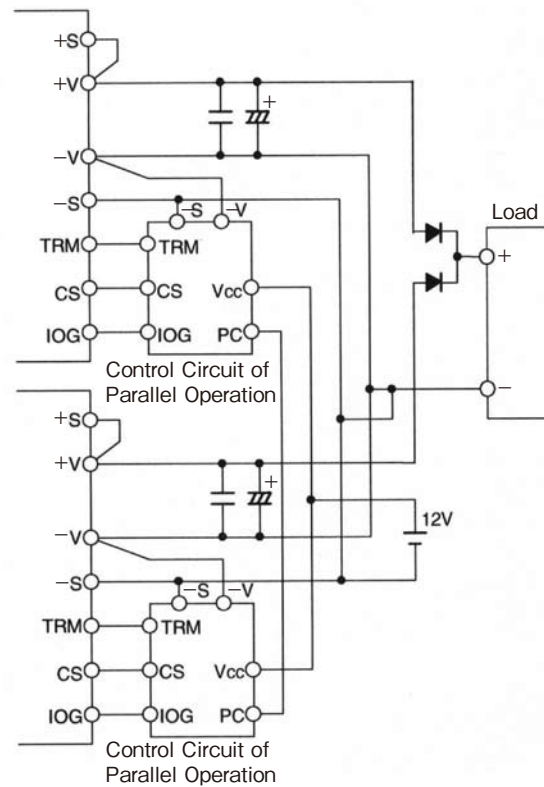 +S
+V
+
−V
−S
−S −V
Load
TRM TRM
+
CS CS Vcc
IOG IOG PC
Control Circuit of
Parallel Operation
−
+S
+V
+
12V
−V
−S
−S −V
TRM TRM
CS CS Vcc
IOG IOG PC
Control Circuit of
Parallel Operation